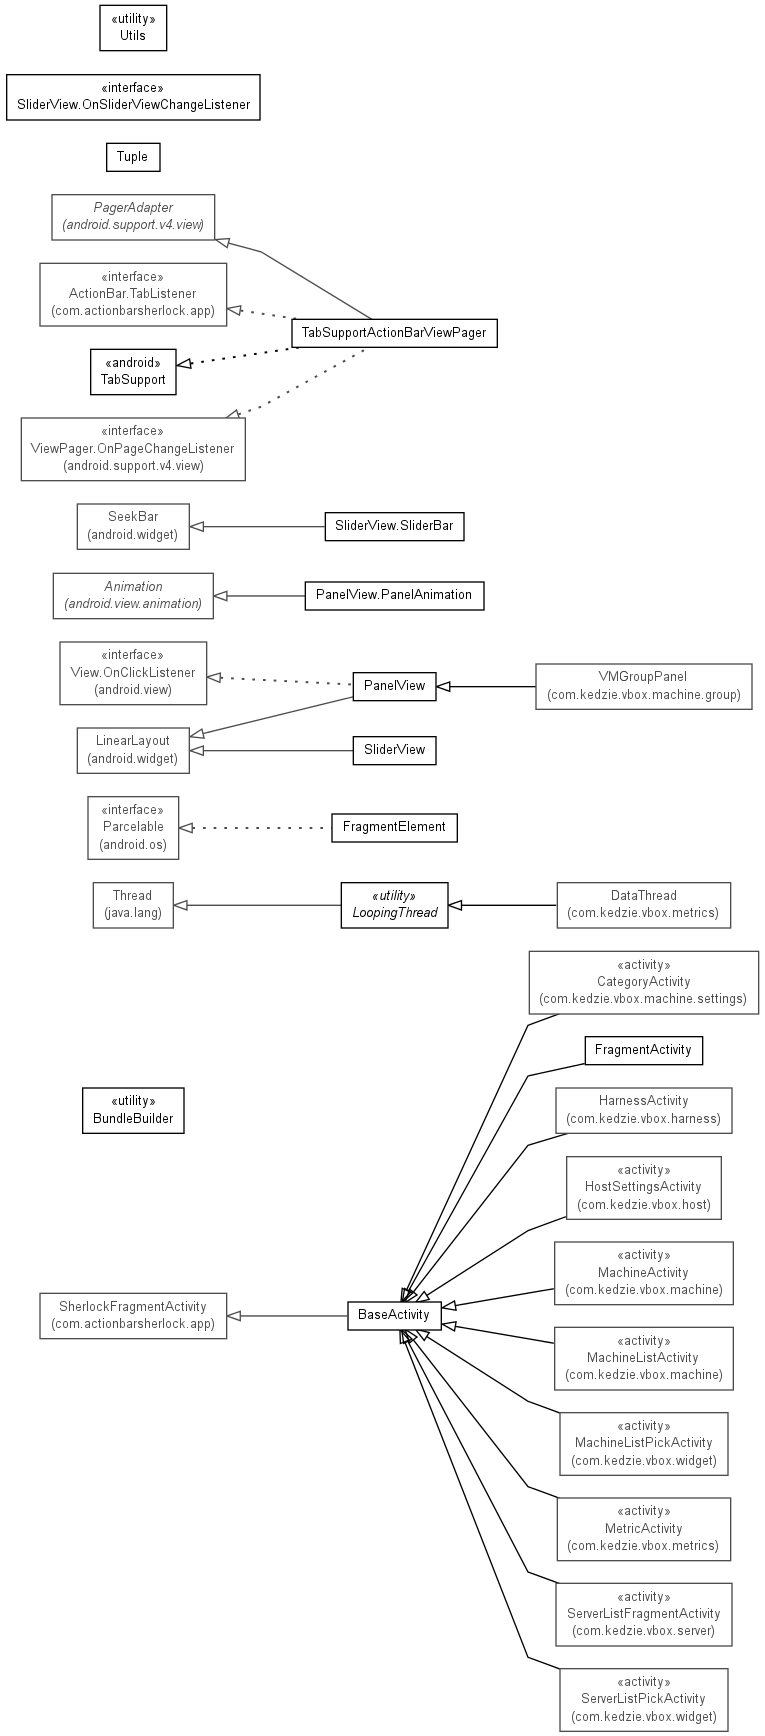 «utility»
Utils
«interface»
SliderView.OnSliderViewChangeListener
Tuple
PagerAdapter
(android.support.v4.view)
«interface»
ActionBar.TabListener
(com.actionbarsherlock.app)
TabSupportActionBarViewPager
«android»
TabSupport
«interface»
ViewPager.OnPageChangeListener
(android.support.v4.view)
SeekBar
(android.widget)
SliderView.SliderBar
Animation
(android.view.animation)
PanelView.PanelAnimation
«interface»
View.OnClickListener
(android.view)
PanelView
VMGroupPanel
(com.kedzie.vbox.machine.group)
LinearLayout
(android.widget)
SliderView
«interface»
Parcelable
(android.os)
FragmentElement
Thread
(java.lang)
«utility»
LoopingThread
DataThread
(com.kedzie.vbox.metrics)
«activity»
CategoryActivity
(com.kedzie.vbox.machine.settings)
FragmentActivity
«utility»
BundleBuilder
HarnessActivity
(com.kedzie.vbox.harness)
«activity»
HostSettingsActivity
(com.kedzie.vbox.host)
«activity»
MachineActivity
(com.kedzie.vbox.machine)
SherlockFragmentActivity
(com.actionbarsherlock.app)
BaseActivity
«activity»
MachineListActivity
(com.kedzie.vbox.machine)
«activity»
MachineListPickActivity
(com.kedzie.vbox.widget)
«activity»
MetricActivity
(com.kedzie.vbox.metrics)
«activity»
ServerListFragmentActivity
(com.kedzie.vbox.server)
«activity»
ServerListPickActivity
(com.kedzie.vbox.widget)